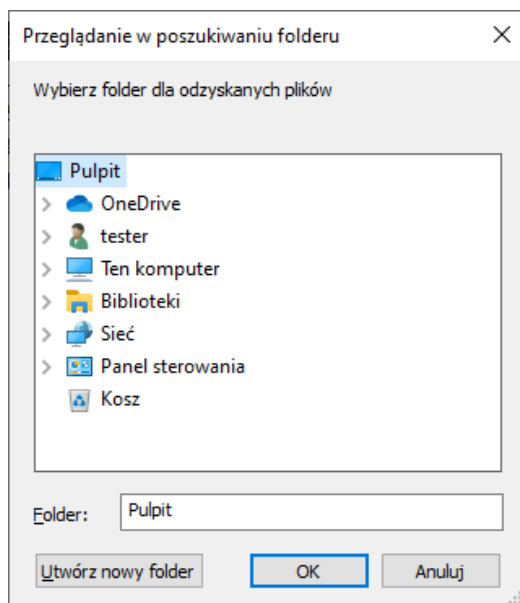 Przeglądanie w poszukiwaniu folderu
Wybierz folder dla odzyskanych plików
Pulpit
OneDrive
tester
Ten komputer
Biblioteki
Sieć
Panel sterowania
Kosz
Folder: Pulpit
Utwórz nowy folder OK Anuluj